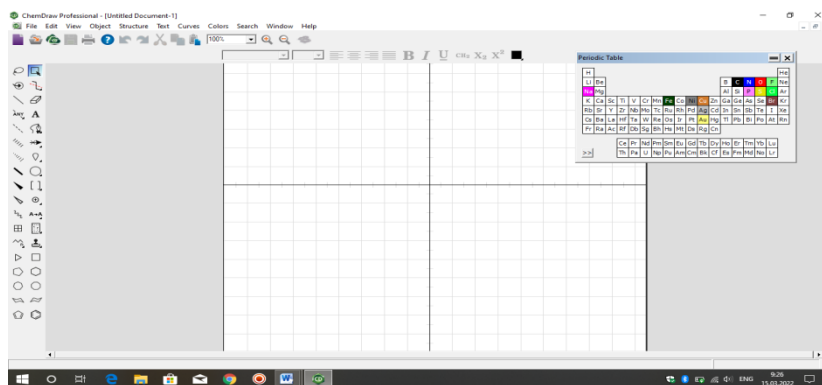 ChemDraw Professional - [Untitled Document-1]
File Edit View Object Structure Text Curves Colors Search Window Help
100%
B I U CH₂ X₂ X²
Periodic Table
H He
Li Be B C N O F Ne
Na Mg Al Si P S Cl Ar
K Ca Sc Ti V Cr Mn Fe Co Ni Cu Zn Ga Ge As Se Br Kr
Rb Sr Y Zr Nb Mo Tc Ru Rh Pd Ag Cd In Sn Sb Te I Xe
Cs Ba La Hf Ta W Re Os Ir Pt Au Hg Tl Pb Bi Po At Rn
Fr Ra Ac Rf Db Sg Bh Hs Mt Ds Rg Cn
Ce Pr Nd Pm Sm Eu Gd Tb Dy Ho Er Tm Yb Lu
>> Th Pa U Np Pu Am Cm Bk Cf Es Fm Md No Lr
A
ENG
9:26
15.03.2022